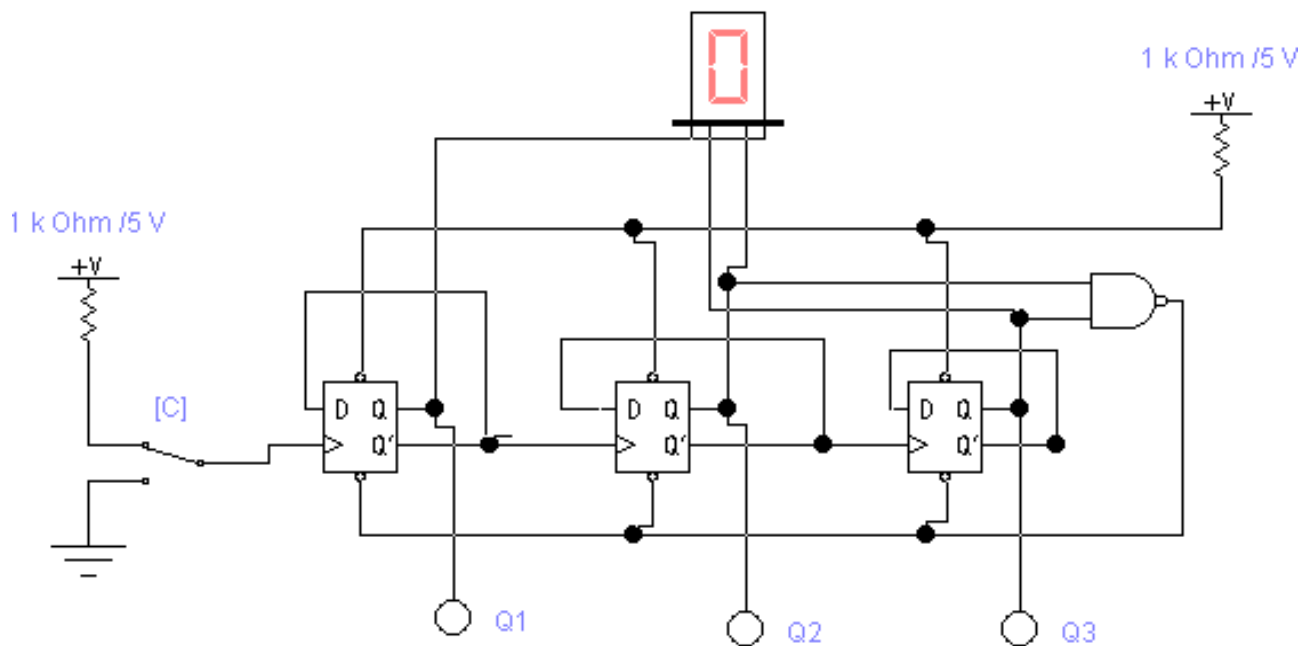 0
1 k Ohm /5 V
+V
1 k Ohm /5 V
+V
[C]
D Q
Q'
D Q
Q'
D Q
Q'
Q1
Q2
Q3